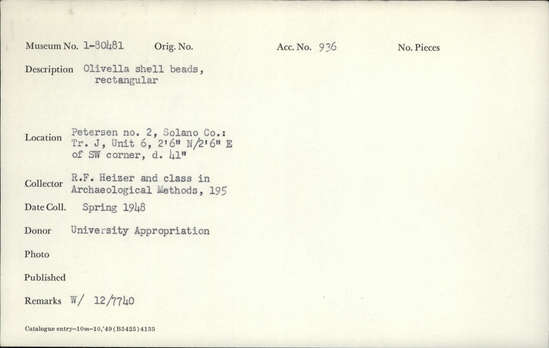 Museum No. 1-80481 Orig. No. Acc. No. 936 No. Pieces
Description Olivella shell beads,
rectangular
Location Petersen no. 2, Solano Co.:
Tr. J, Unit 6, 2'6" N/2'6" E
of SW corner, d. 41"
Collector R.F. Heizer and class in
Archaeological Methods, 195
Date Coll. Spring 1948
Donor University Appropriation
Photo
Published
Remarks W/ 12/7740
Catalogue entry—10m-10,'49 (B3425) 4133